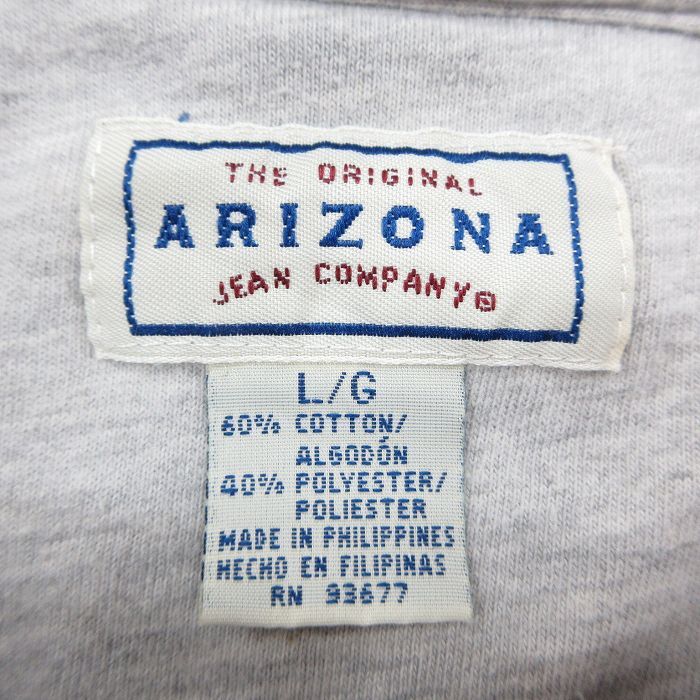 THE ORIGINAL
ARIZONA
JEAN COMPANY®
L/G
60% COTTON/
ALGODÓN
40% POLYESTER/
POLIESTER
MADE IN PHILIPPINES
HECHO EN FILIPINAS
RN 93677